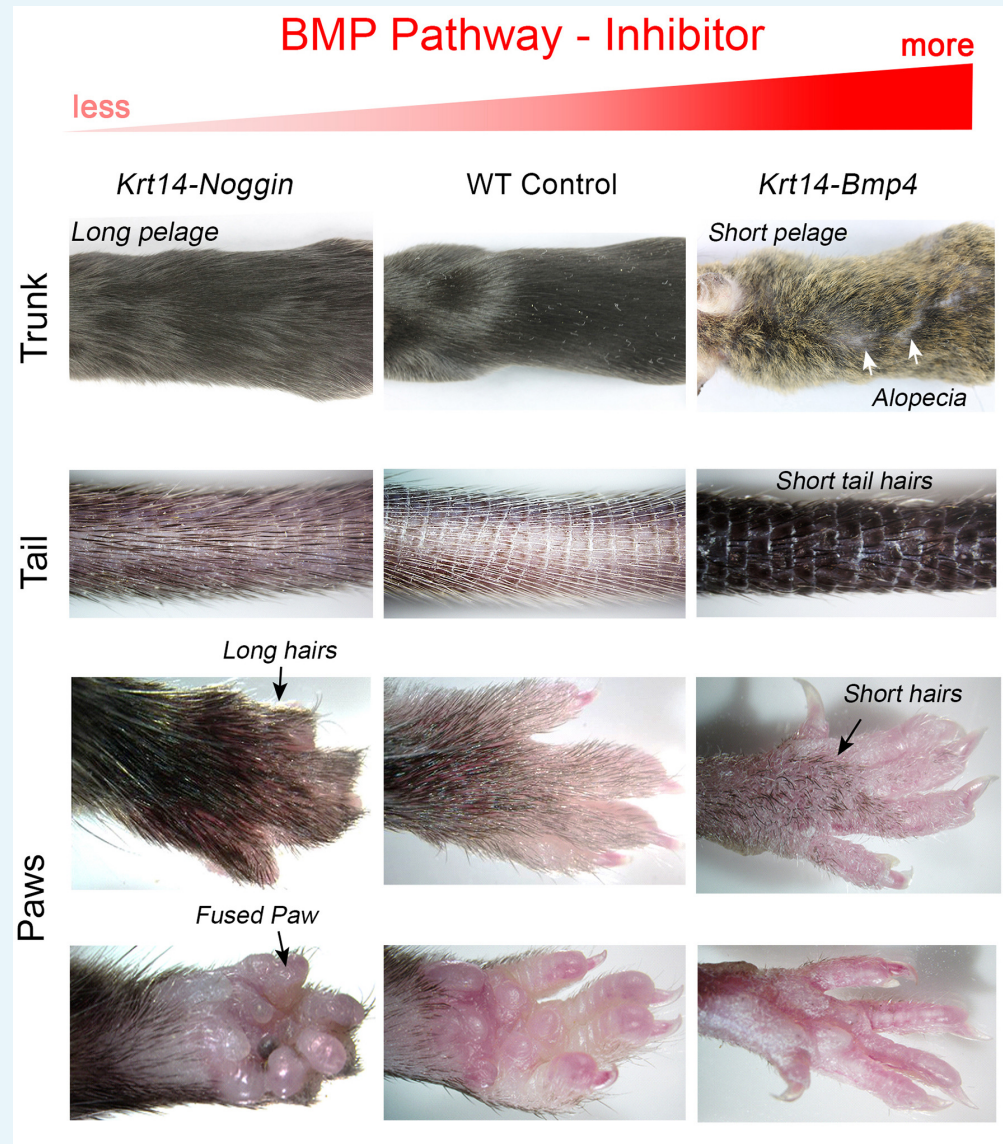 BMP Pathway - Inhibitor
less
more
Krt14-Noggin
WT Control
Krt14-Bmp4
Trunk
Long pelage
Short pelage
Alopecia
Tail
Short tail hairs
Paws
Long hairs
Short hairs
Fused Paw